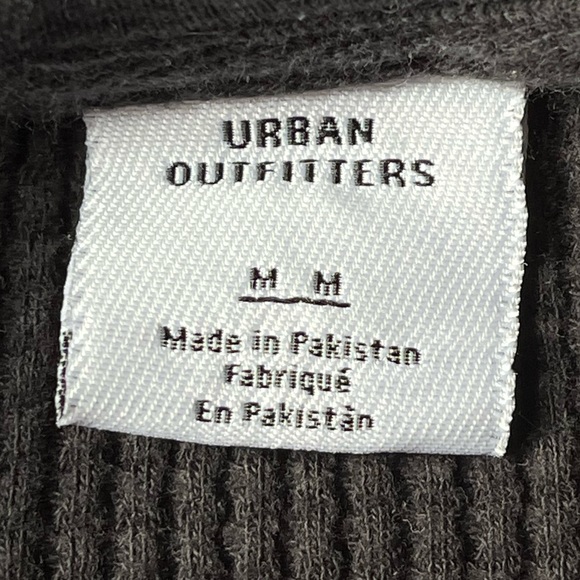 URBAN
OUTFITTERS
M M
Made in Pakistan
Fabriqué
En Pakistàn